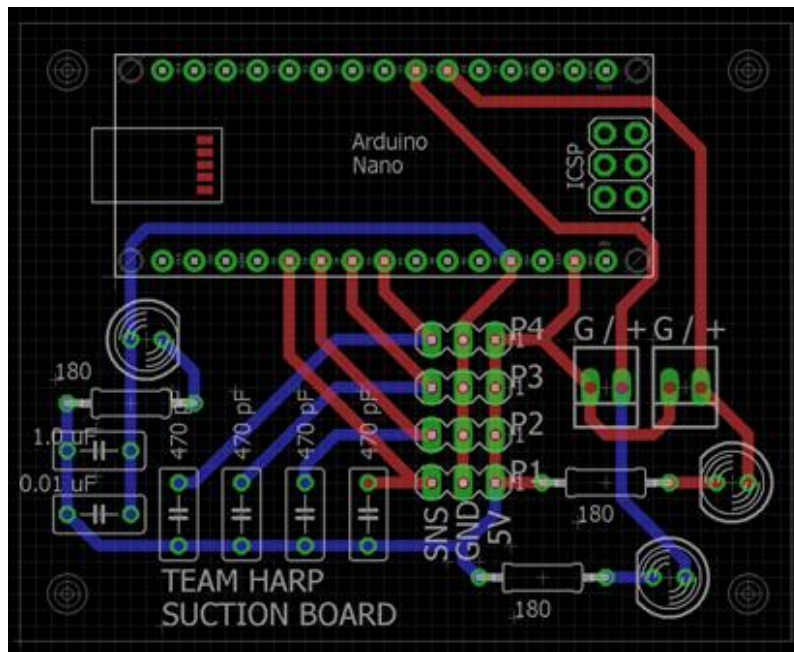 Arduino
Nano
ICSP
P4
G / +
G / +
180
P3
470 pF
470 pF
470 pF
470 pF
1.0 uF
P2
0.01 uF
P1
SNS
GND
5V
180
TEAM HARP
SUCTION BOARD
180